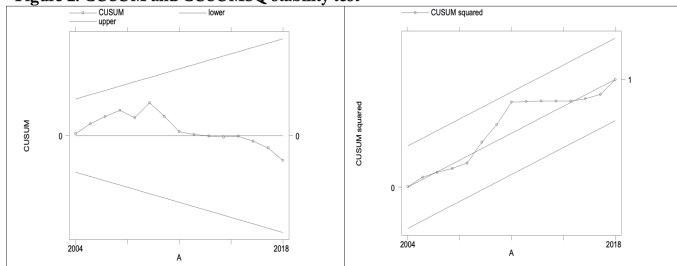 Figure 2: CUSUM and CUSUMSQ stability test
CUSUM
lower
upper
CUSUM
0
0
2004
2018
A
CUSUM squared
CUSUM squared
1
0
2004
2018
A